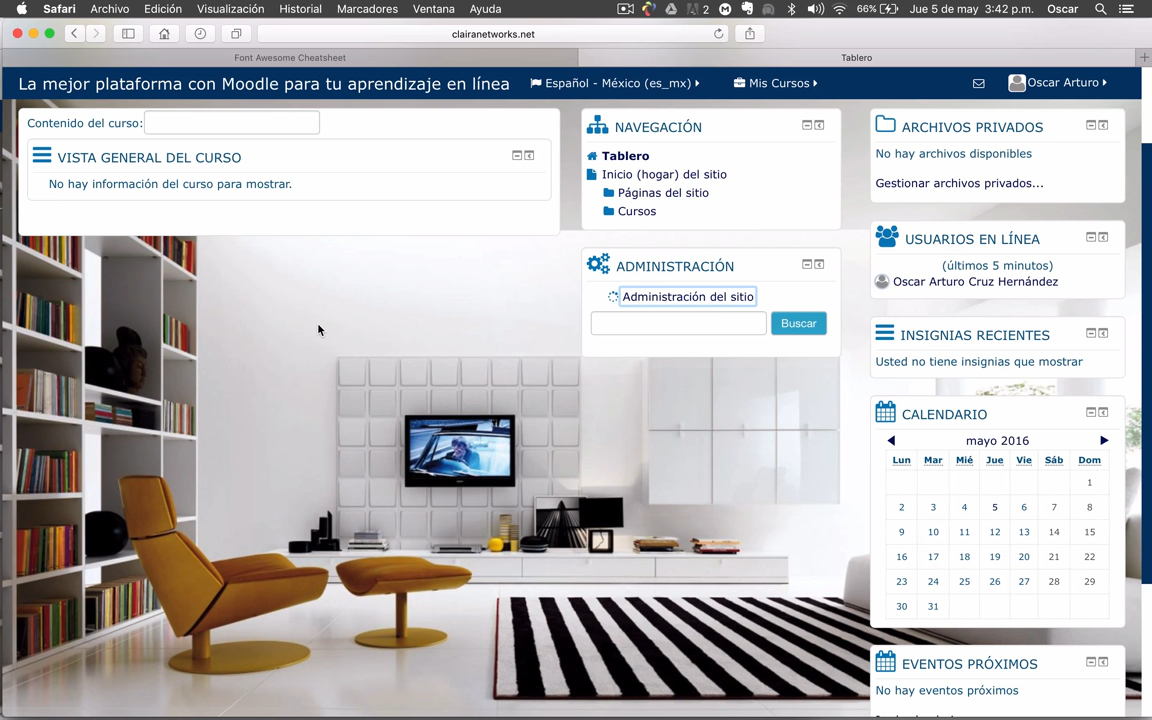 Safari Archivo Edición Visualización Historial Marcadores Ventana Ayuda 2 66% Jue 5 de may 3:42 p.m. Oscar
clairanetworks.net
Font Awesome Cheatsheet Tablero
La mejor plataforma con Moodle para tu aprendizaje en línea Español - México (es_mx) Mis Cursos Oscar Arturo
Contenido del curso:
VISTA GENERAL DEL CURSO
No hay información del curso para mostrar.
NAVEGACIÓN
Tablero
Inicio (hogar) del sitio
Páginas del sitio
Cursos
ADMINISTRACIÓN
Administración del sitio
Buscar
ARCHIVOS PRIVADOS
No hay archivos disponibles
Gestionar archivos privados...
USUARIOS EN LÍNEA
(últimos 5 minutos)
Oscar Arturo Cruz Hernández
INSIGNIAS RECIENTES
Usted no tiene insignias que mostrar
CALENDARIO
mayo 2016
Lun Mar Mié Jue Vie Sáb Dom
1
2 3 4 5 6 7 8
9 10 11 12 13 14 15
16 17 18 19 20 21 22
23 24 25 26 27 28 29
30 31
EVENTOS PRÓXIMOS
No hay eventos próximos